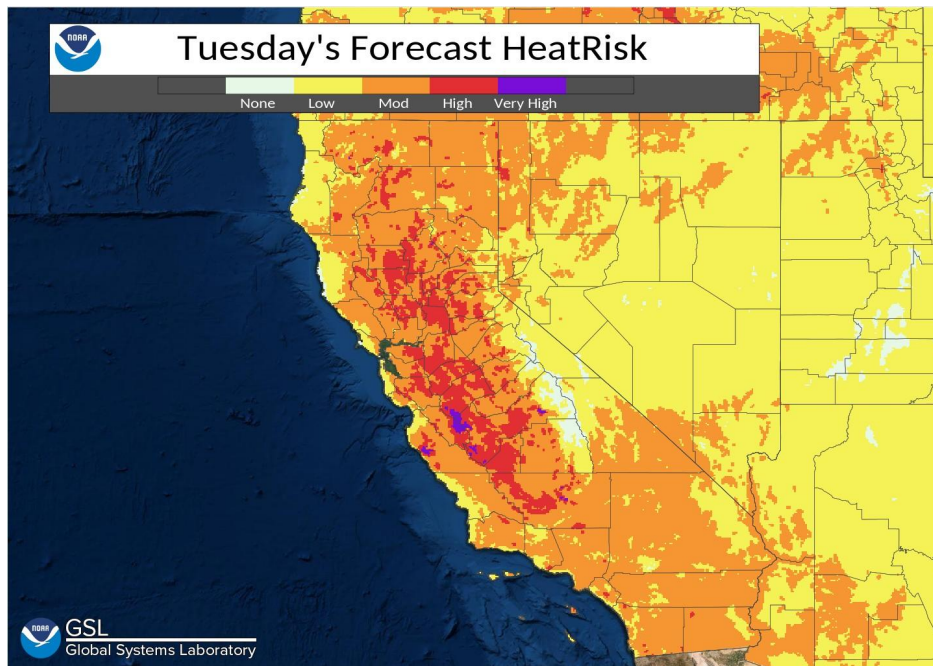 NOAA
Tuesday's Forecast HeatRisk
None Low Mod High Very High
NOAA
GSL
Global Systems Laboratory